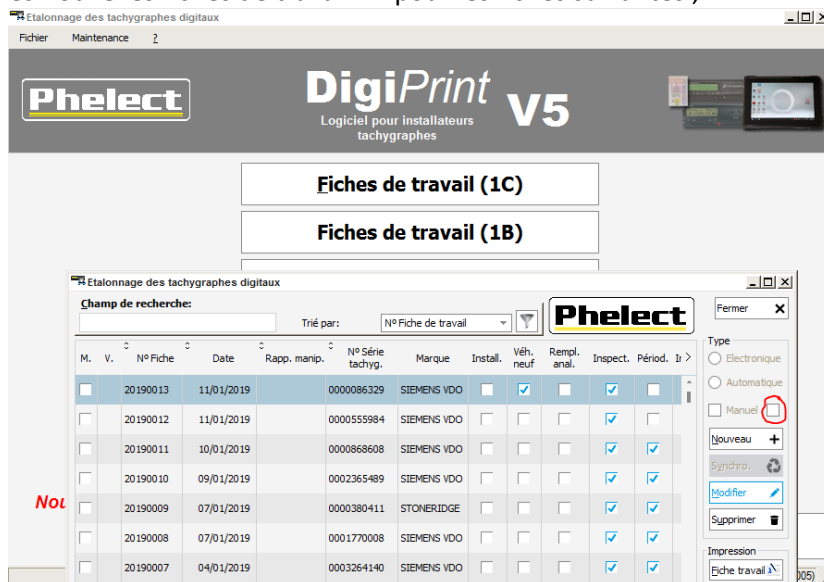 Etalonnage des tachygraphes digitaux
Fichier Maintenance ?
Phelect
DigiPrint V5
Logiciel pour installateurs
tachygraphes
Fiches de travail (1C)
Fiches de travail (1B)
Etalonnage des tachygraphes digitaux
Champ de recherche:
Trié par: N° Fiche de travail
Phelect
Fermer X
M. V. N° Fiche Date Rapp. manip. N° Série tachyg. Marque Install. Véh. neuf Rempl. anal. Inspect. Périod. Ir >
20190013 11/01/2019 0000086329 SIEMENS VDO
20190012 11/01/2019 0000555984 SIEMENS VDO
20190011 10/01/2019 0000868608 SIEMENS VDO
20190010 09/01/2019 0002365489 SIEMENS VDO
20190009 07/01/2019 0000380411 STONERIDGE
20190008 07/01/2019 0001770008 SIEMENS VDO
20190007 04/01/2019 0003264140 SIEMENS VDO
Type
Electronique
Automatique
Manuel
Nouveau +
Synchro.
Modifier
Supprimer
Impression
Fiche travail
Nou
005)